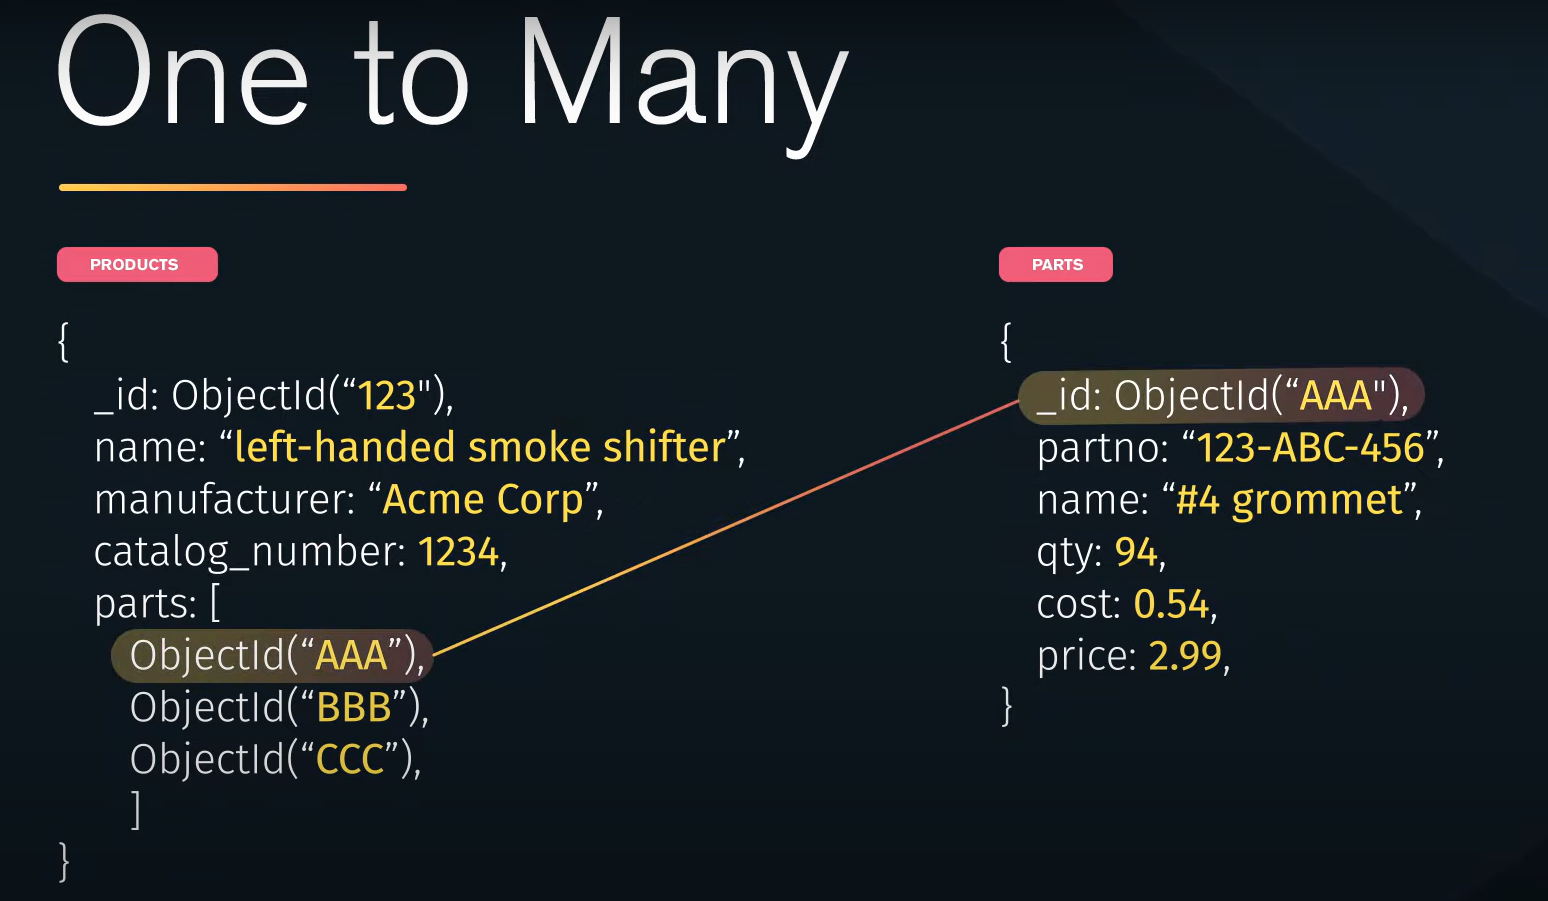 One to Many
PRODUCTS
{
_id: ObjectId(“123"),
name: “left-handed smoke shifter”,
manufacturer: “Acme Corp”,
catalog_number: 1234,
parts: [
ObjectId(“AAA”),
ObjectId(“BBB”),
ObjectId(“CCC”),
]
}
PARTS
{
_id: ObjectId(“AAA"),
partno: “123-ABC-456”,
name: “#4 grommet”,
qty: 94,
cost: 0.54,
price: 2.99,
}